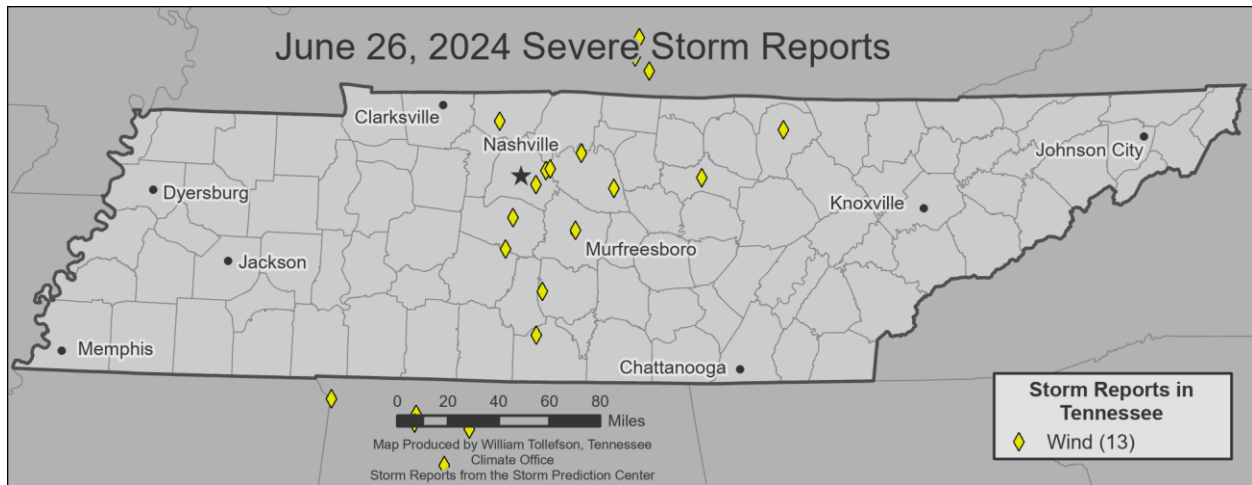 June 26, 2024 Severe Storm Reports
Clarksville
Nashville
Johnson City
Dyersburg
Knoxville
Murfreesboro
Jackson
Memphis
Chattanooga
0 20 40 60 80
Miles
Map Produced by William Tollefson, Tennessee
Climate Office
Storm Reports from the Storm Prediction Center
Storm Reports in
Tennessee
Wind (13)